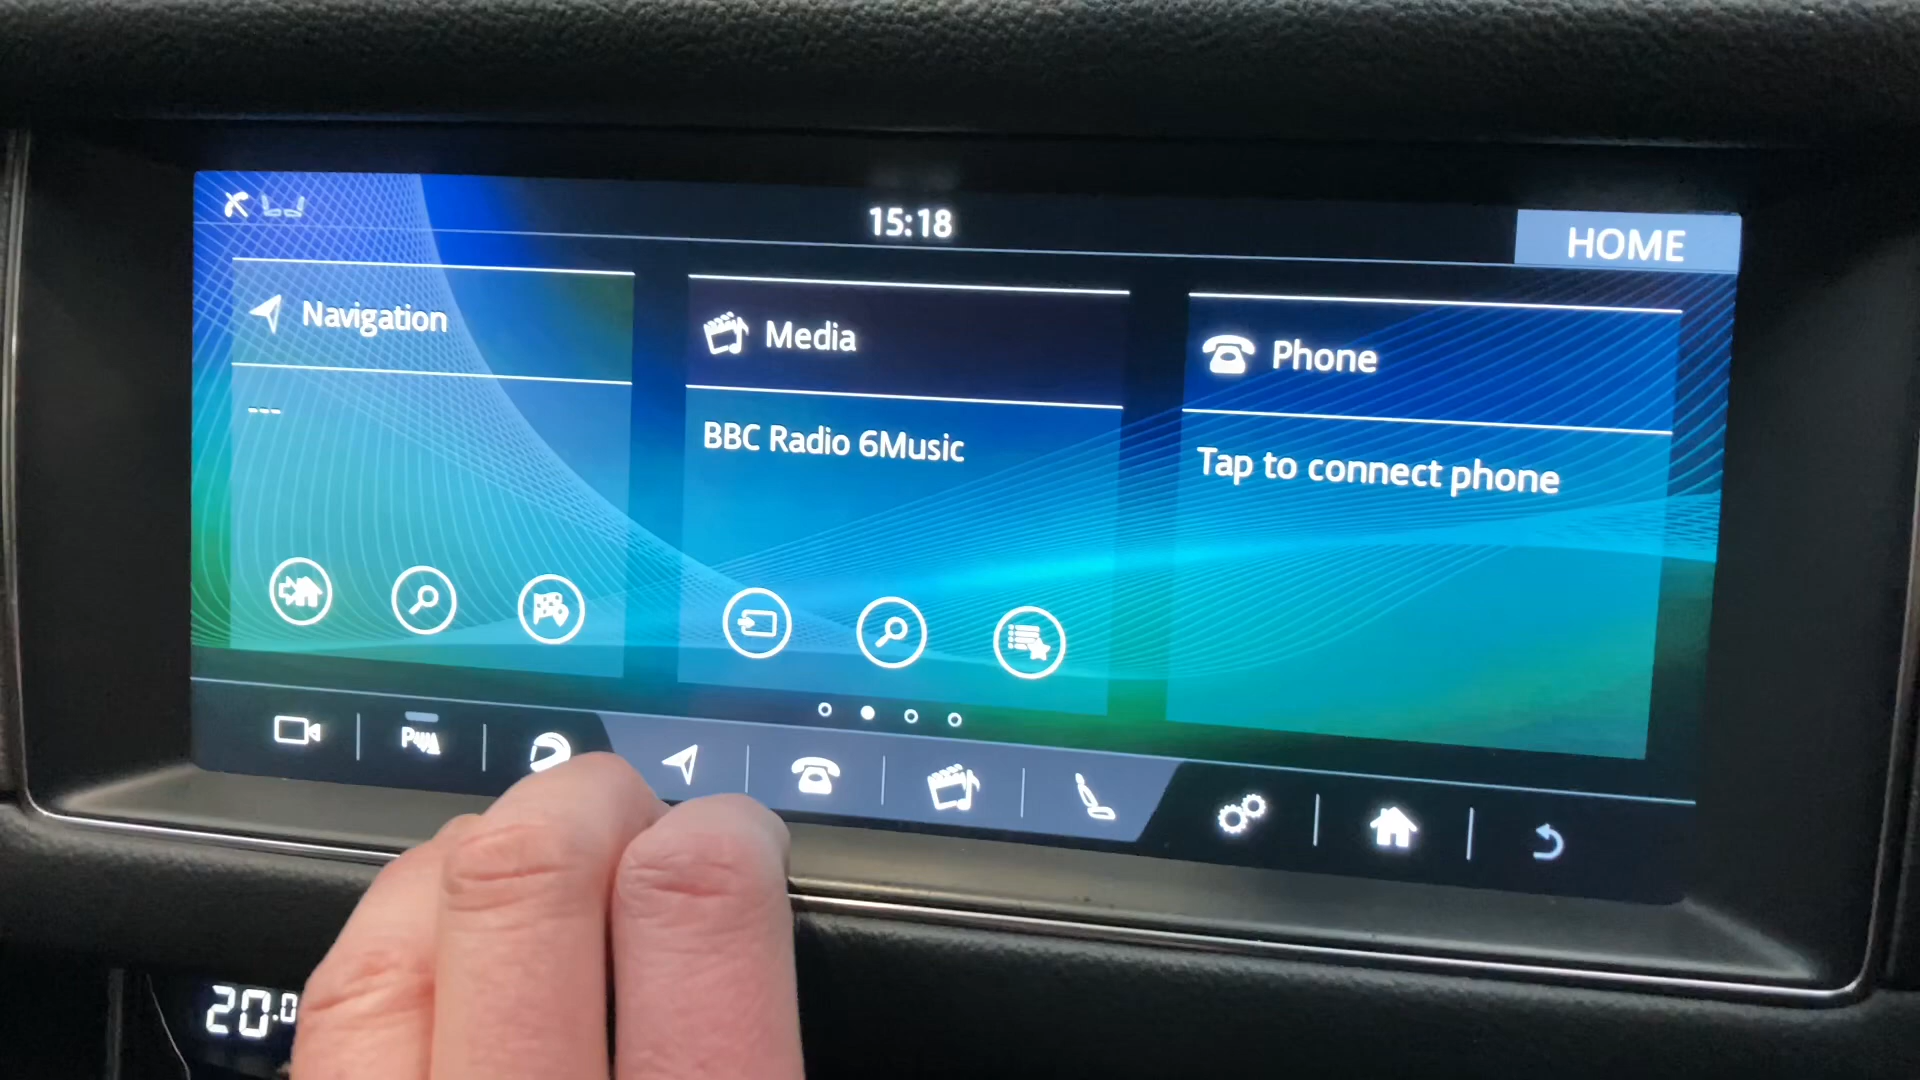 15:18
HOME
Navigation
Media
Phone
---
BBC Radio 6Music
Tap to connect phone
P
20.0